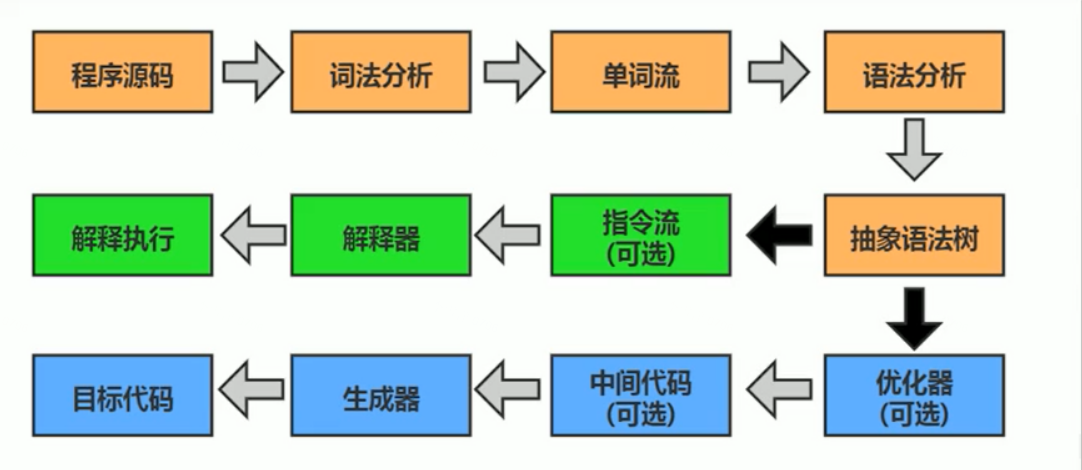 程序源码
词法分析
单词流
语法分析
解释执行
解释器
指令流
(可选)
抽象语法树
目标代码
生成器
中间代码
(可选)
优化器
(可选)